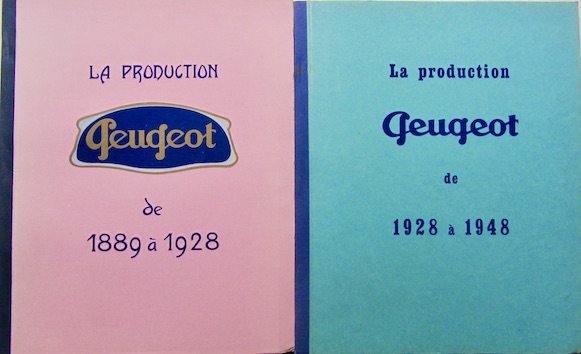 LA PRODUCTION
Peugeot
de
1889 à 1928
La production
Peugeot
de
1928 à 1948